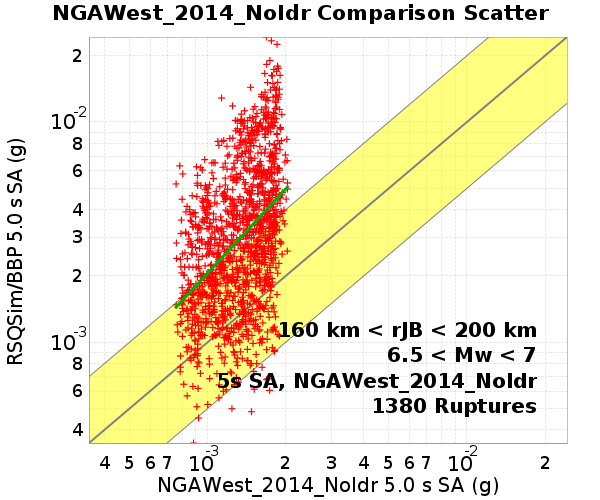 NGAWest_2014_NoIdr Comparison Scatter
RSQSim/BBP 5.0 s SA (g)
2
10-2
8
6
4
3
2
10-3
8
6
4
160 km < rJB < 200 km
6.5 < Mw < 7
5s SA, NGAWest_2014_NoIdr
1380 Ruptures
4 5 6 7 10-3 2 3 4 5 6 7 10-2 2
NGAWest_2014_NoIdr 5.0 s SA (g)